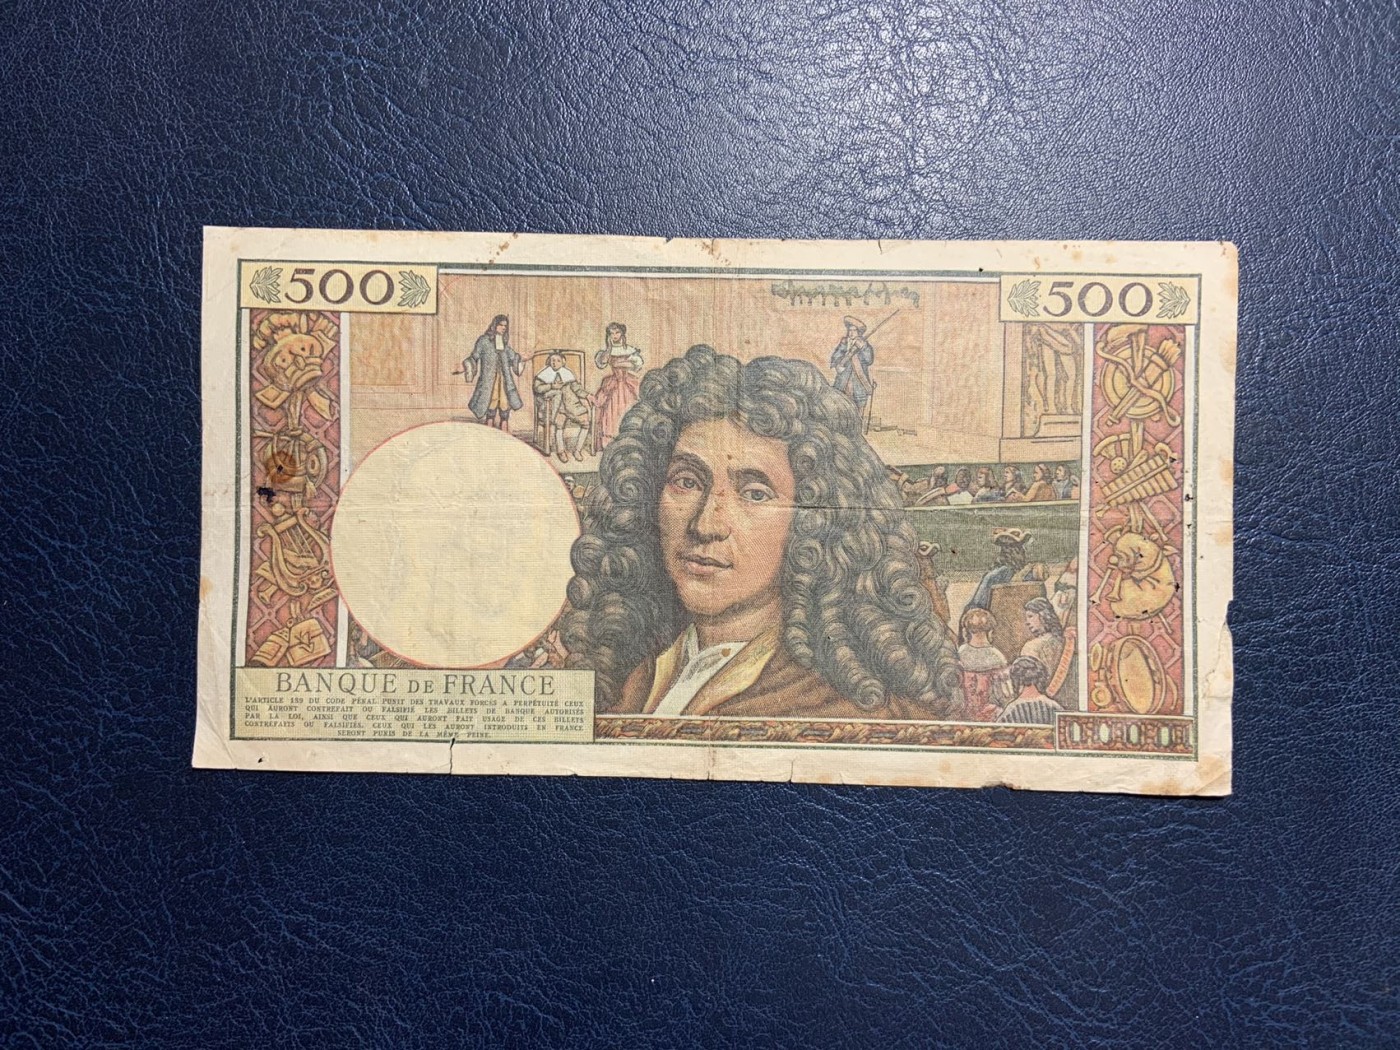 500
500
BANQUE DE FRANCE
L'ARTICLE 139 DU CODE PÉNAL PUNIT DES TRAVAUX FORCÉS A PERPÉTUITÉ CEUX
QUI AURONT CONTREFAIT OU FALSIFIÉ LES BILLETS DE BANQUE AUTORISÉS
PAR LA LOI, AINSI QUE CEUX QUI AURONT FAIT USAGE DE CES BILLETS
CONTREFAITS OU FALSIFIÉS. CEUX QUI LES AURONT INTRODUITS EN FRANCE
SERONT PUNIS DE LA MÊME PEINE.